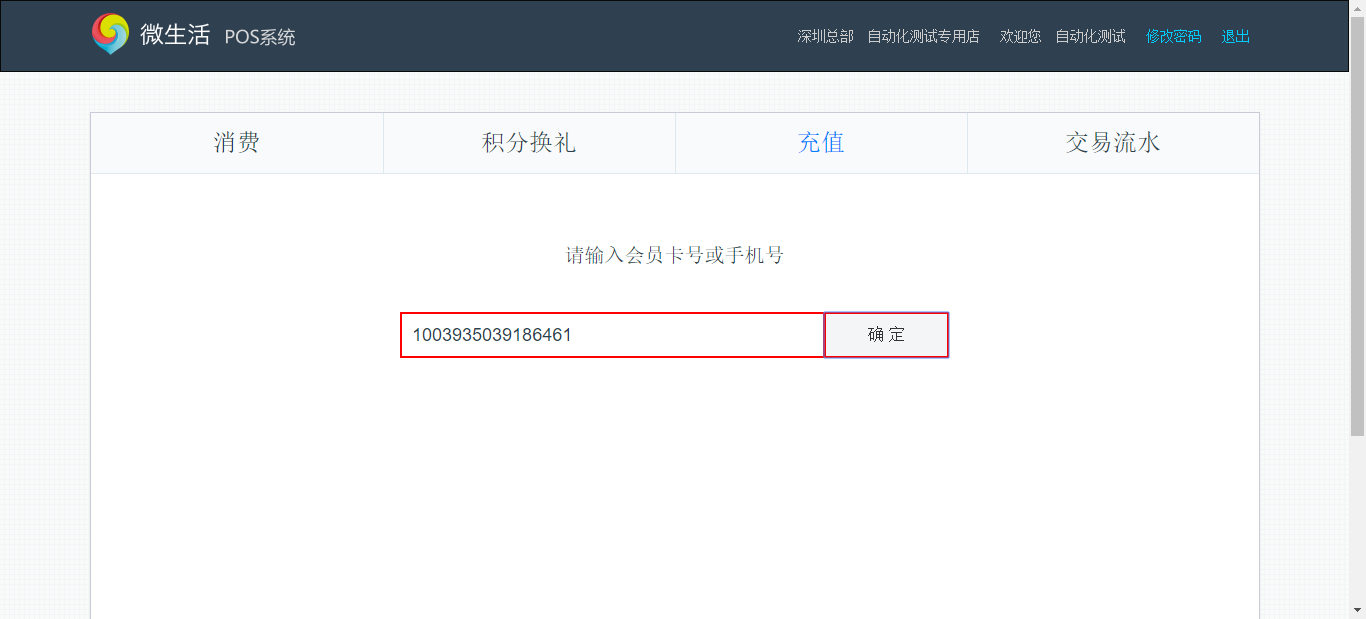 微生活 POS系统 深圳总部 自动化测试专用店 欢迎您 自动化测试 修改密码 退出
消费 积分换礼 充值 交易流水
请输入会员卡号或手机号
1003935039186461 确 定